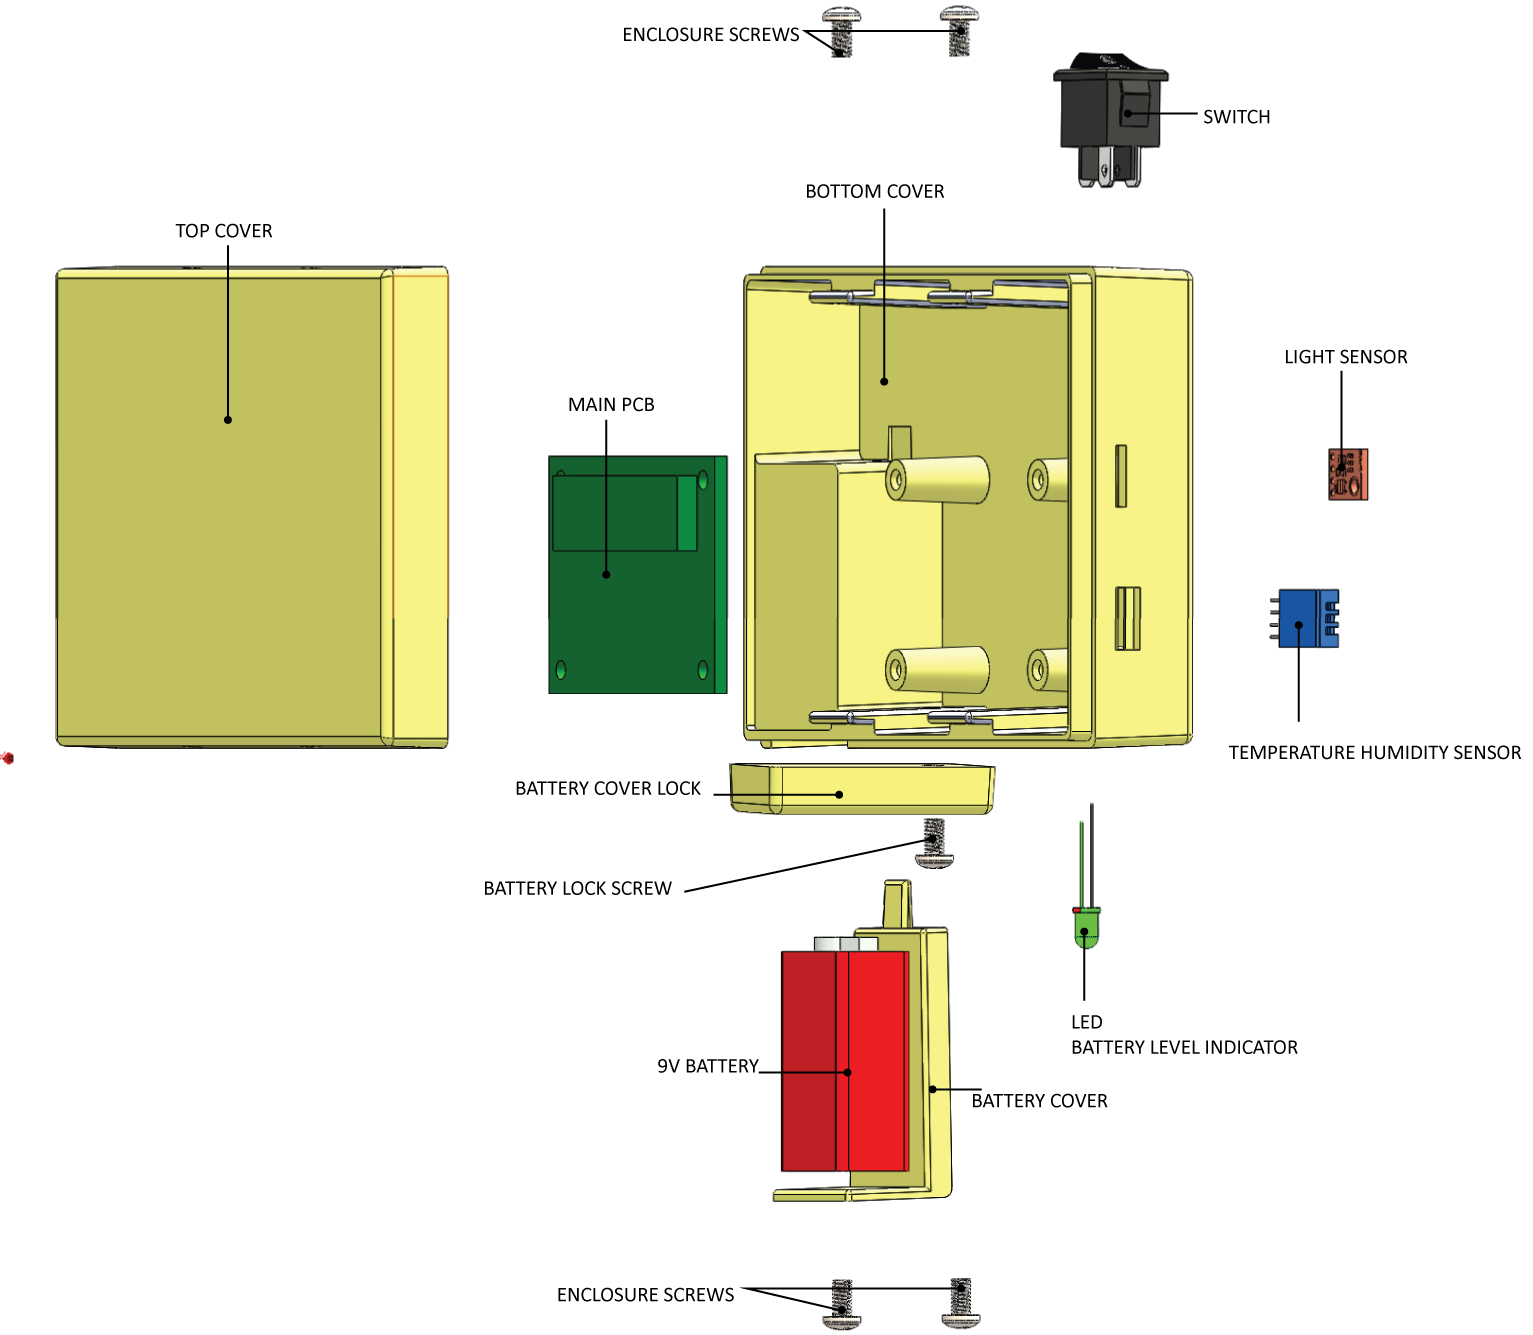 ENCLOSURE SCREWS
SWITCH
BOTTOM COVER
TOP COVER
LIGHT SENSOR
MAIN PCB
TEMPERATURE HUMIDITY SENSOR
BATTERY COVER LOCK
BATTERY LOCK SCREW
LED
BATTERY LEVEL INDICATOR
9V BATTERY
BATTERY COVER
ENCLOSURE SCREWS